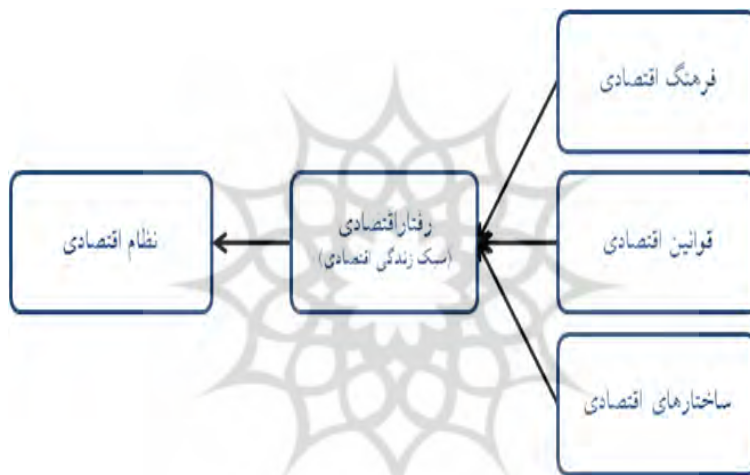 فرهنگ اقتصادی
قوانین اقتصادی
ساختارهای اقتصادی
رفتاراقتصادی
(سبک زندگی اقتصادی)
نظام اقتصادی